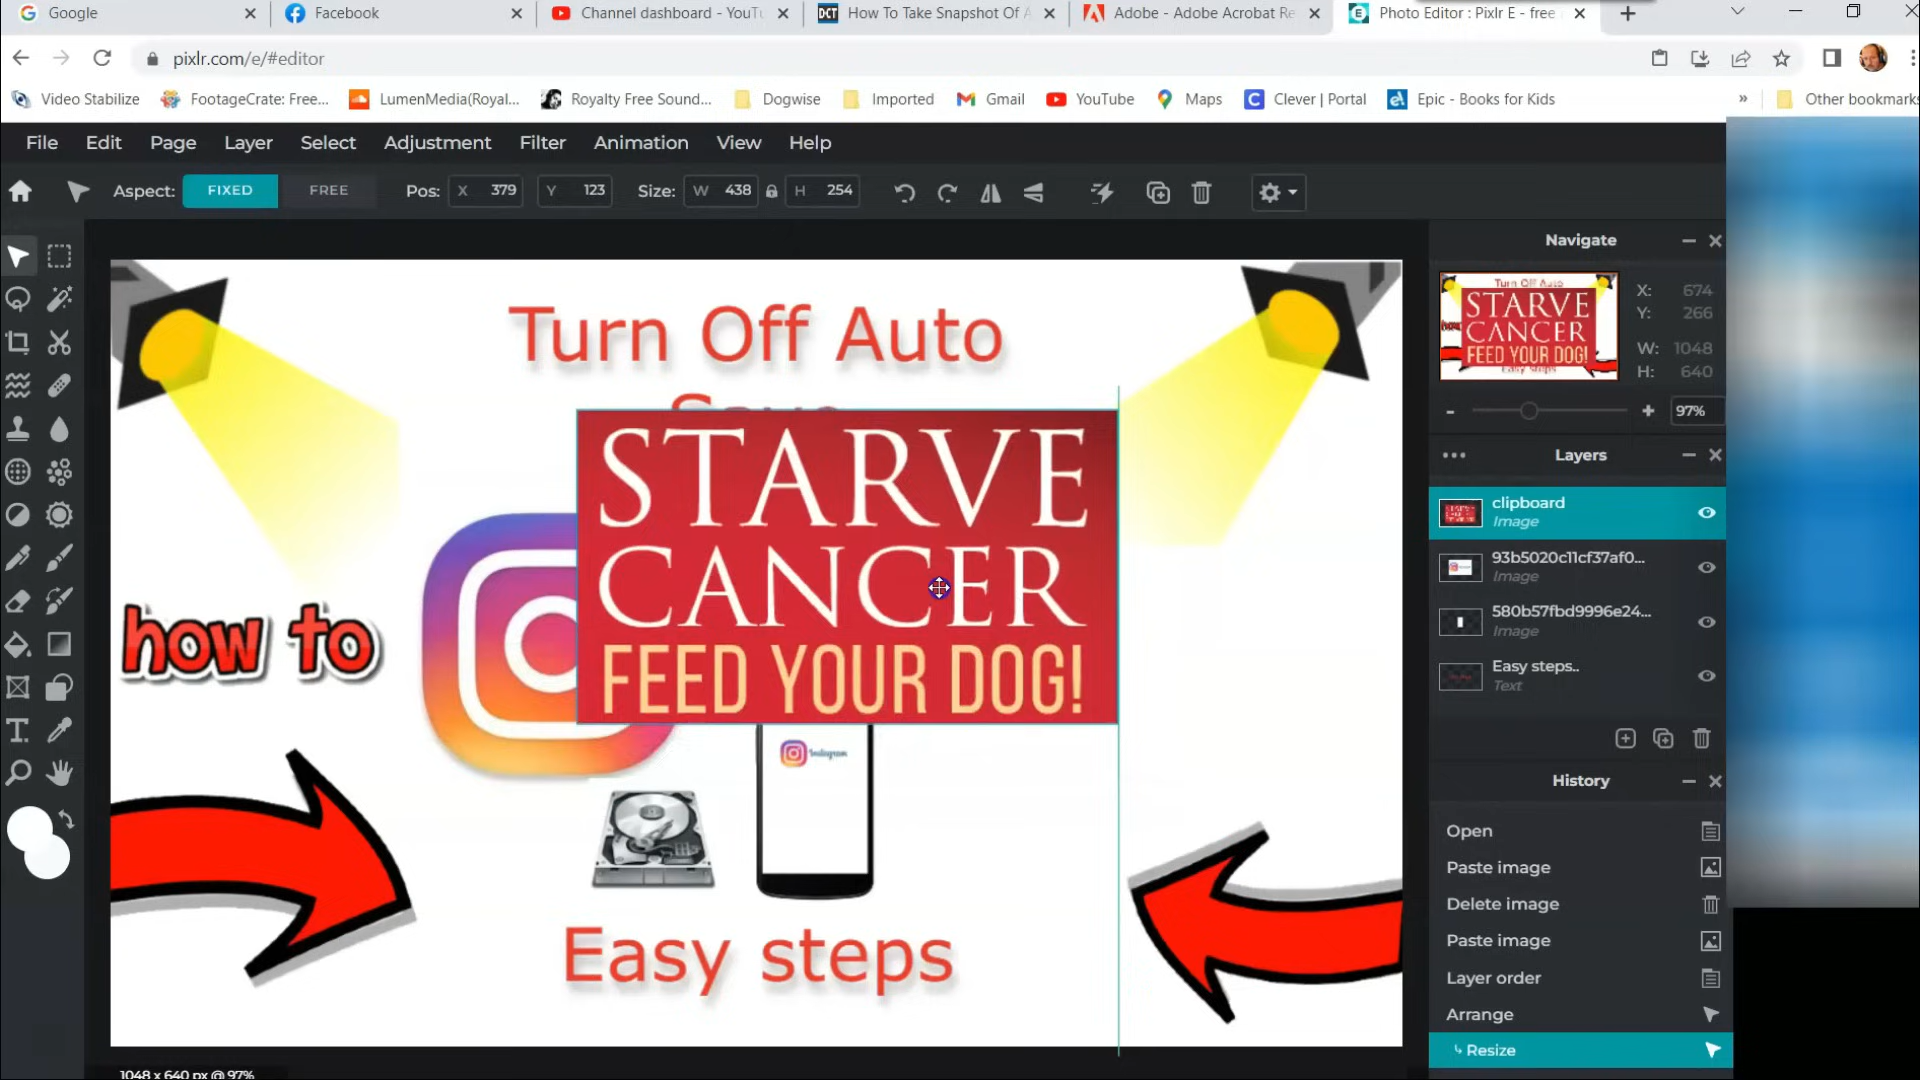 Google
Facebook
Channel dashboard - YouTu
How To Take Snapshot Of A
Adobe - Adobe Acrobat Re
Photo Editor : Pixlr E - free
pixlr.com/e/#editor
Video Stabilize
FootageCrate: Free...
LumenMedia(Royal...
Royalty Free Sound...
Dogwise
Imported
Gmail
YouTube
Maps
Clever | Portal
Epic - Books for Kids
»
Other bookmarks
File
Edit
Page
Layer
Select
Adjustment
Filter
Animation
View
Help
Aspect:
FIXED
FREE
Pos:
X 379
Y 123
Size:
W 438
H 254
Navigate
X: 674
Y: 266
W: 1048
H: 640
97%
Layers
clipboard
Image
93b5020c11cf37af0...
Image
580b57fbd9996e24...
Image
Easy steps..
Text
History
Open
Paste image
Delete image
Paste image
Layer order
Arrange
Resize
Turn Off Auto
Save
STARVE
CANCER
FEED YOUR DOG!
how to
Instagram
Easy steps
1048 x 640 px @ 97%